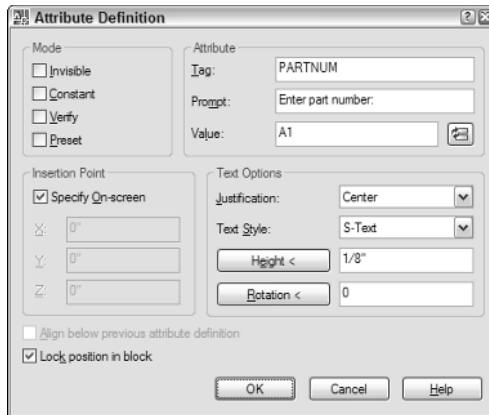 Attribute Definition
Mode
Invisible
Constant
Verify
Preset
Attribute
Tag: PARTNUM
Prompt: Enter part number:
Value: A1
Insertion Point
Specify On-screen
X: 0"
Y: 0"
Z: 0"
Text Options
Justification: Center
Text Style: S-Text
Height < 1/8"
Rotation < 0
Align below previous attribute definition
Lock position in block
OK Cancel Help